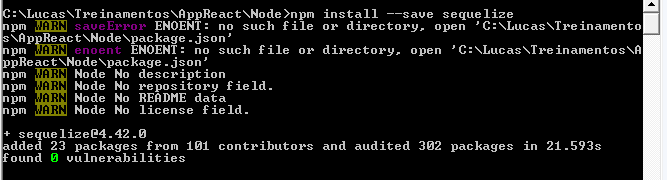 C:\Lucas\Treinamentos\AppReact\Node>npm install --save sequelize
npm WARN saveError ENOENT: no such file or directory, open 'C:\Lucas\Treinamento
s\AppReact\Node\package.json'
npm WARN enoent ENOENT: no such file or directory, open 'C:\Lucas\Treinamentos\A
ppReact\Node\package.json'
npm WARN Node No description
npm WARN Node No repository field.
npm WARN Node No README data
npm WARN Node No license field.
+ sequelize@4.42.0
added 23 packages from 101 contributors and audited 302 packages in 21.593s
found 0 vulnerabilities